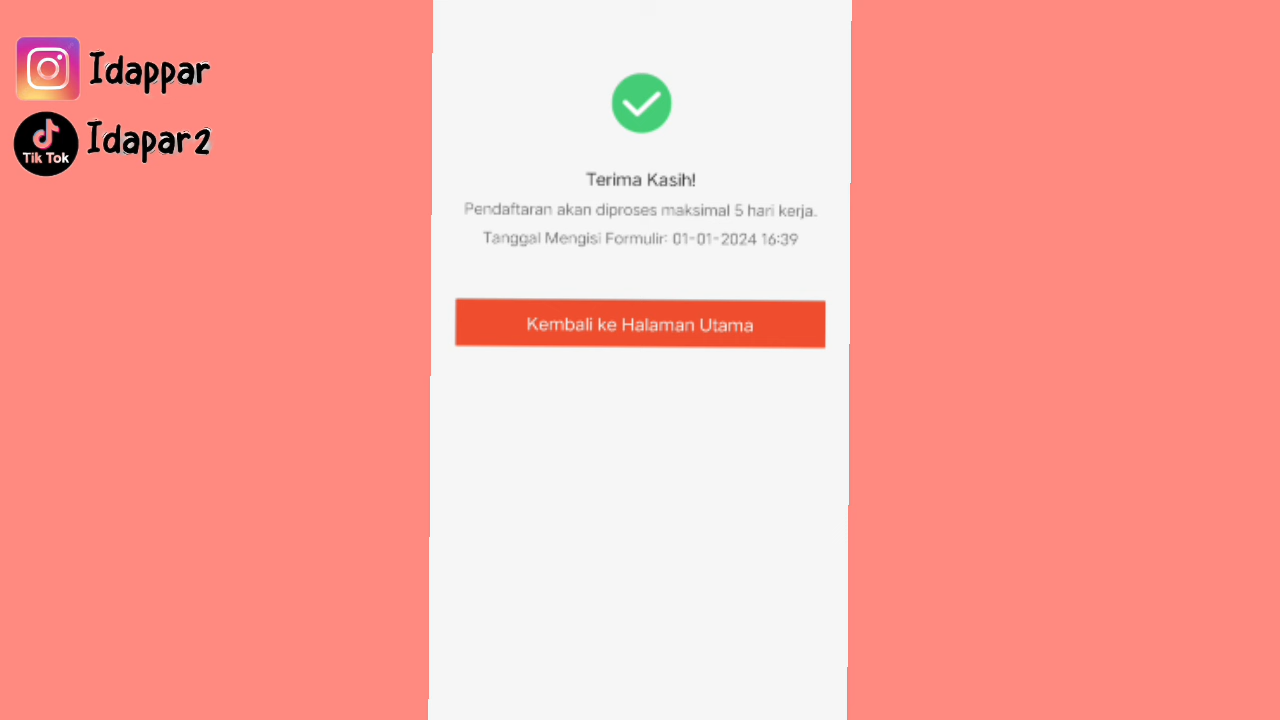 Idappar
Tik Tok
Idapar2
Terima Kasih!
Pendaftaran akan diproses maksimal 5 hari kerja.
Tanggal Mengisi Formulir: 01-01-2024 16:39
Kembali ke Halaman Utama